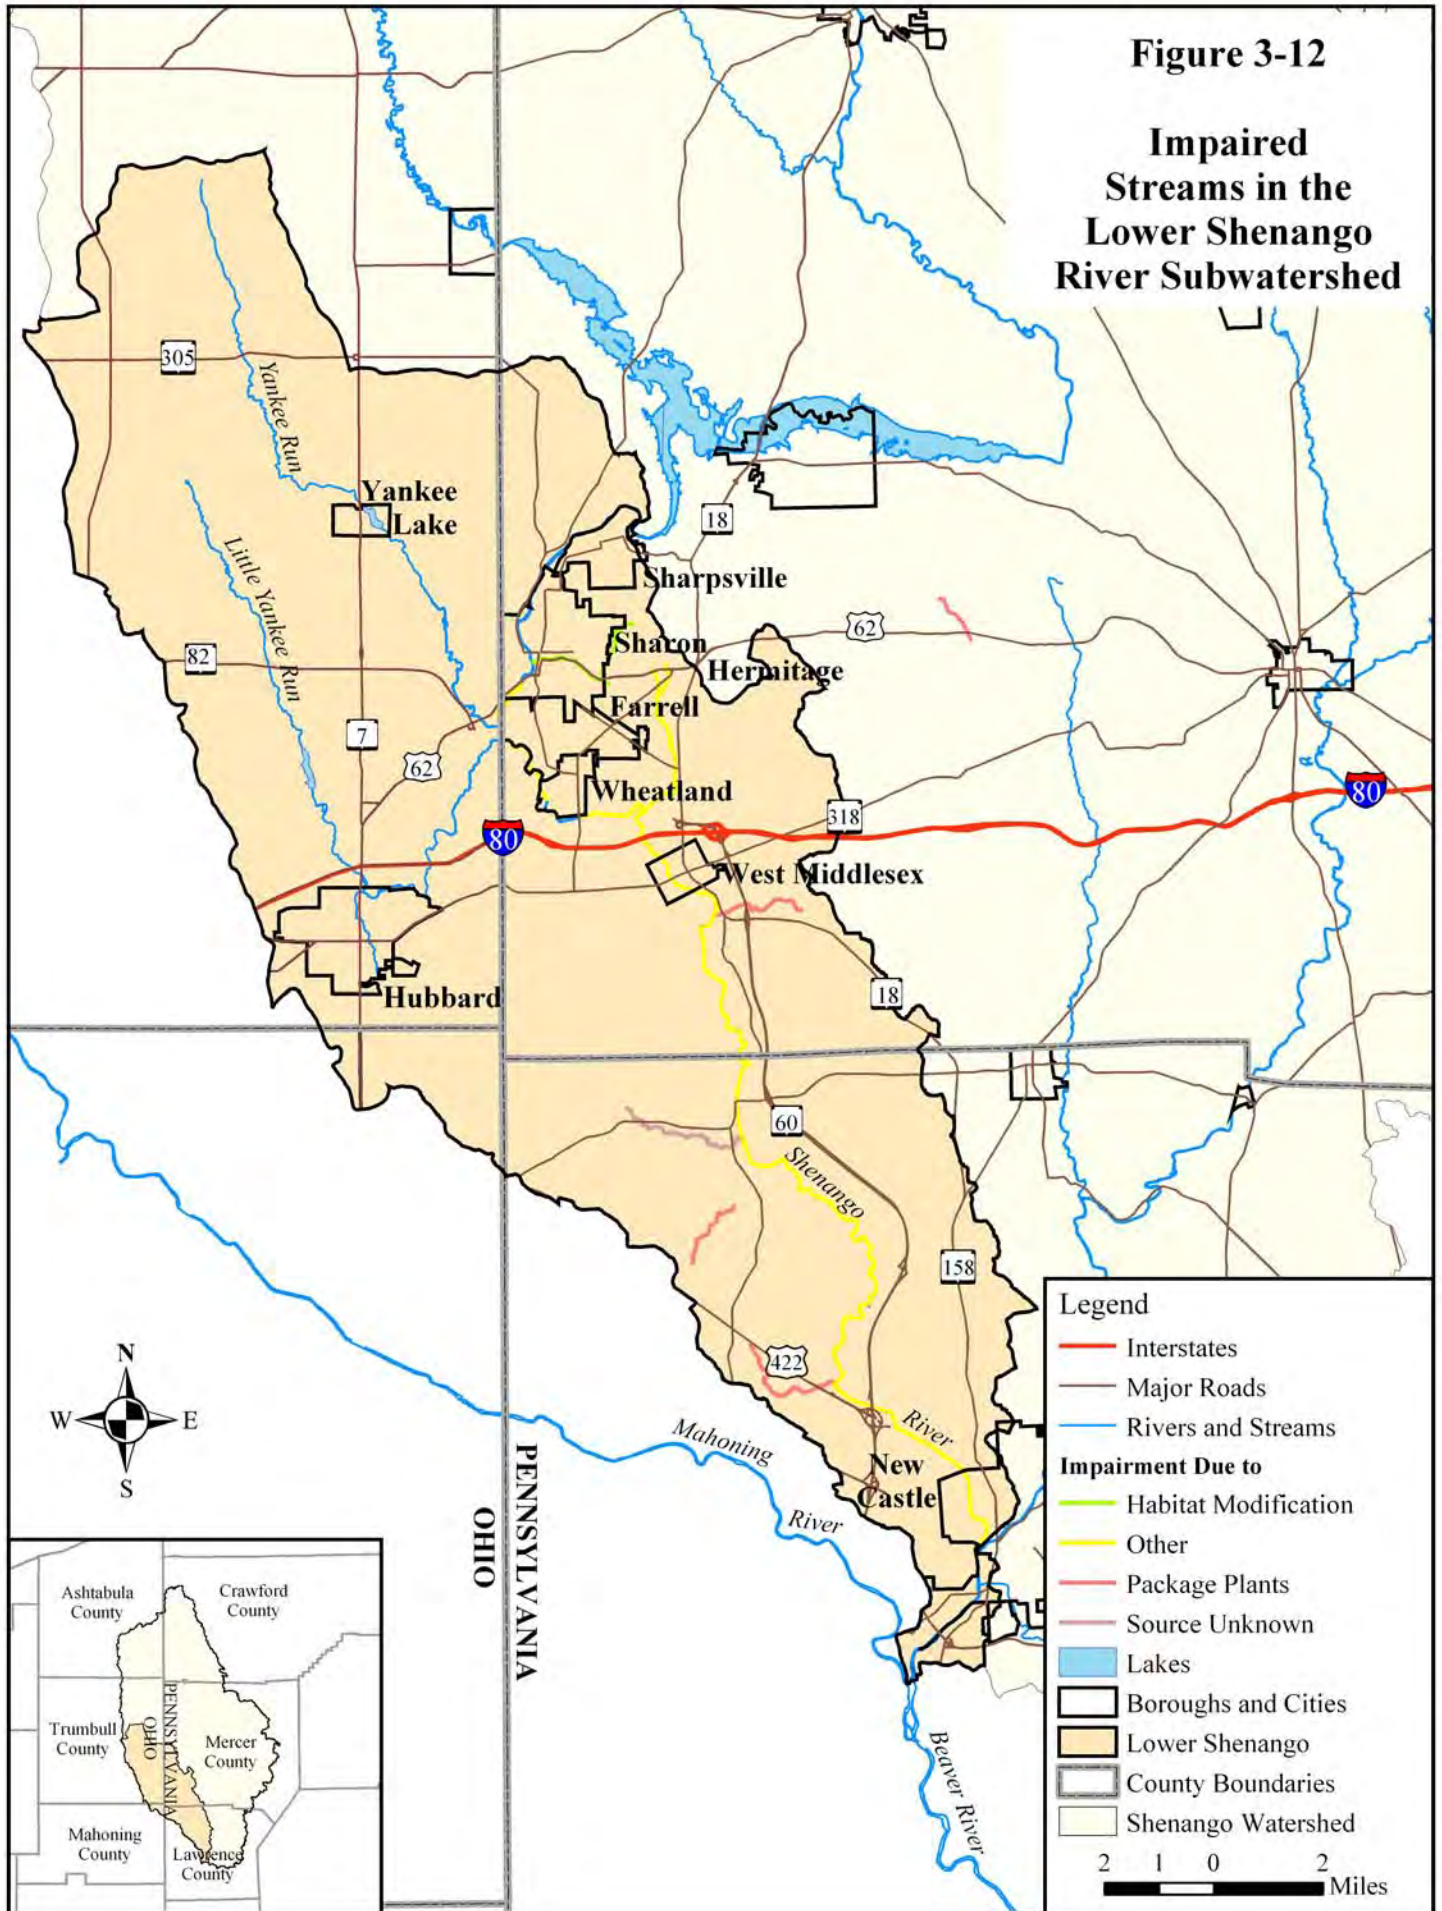 Figure 3-12
Impaired
Streams in the
Lower Shenango
River Subwatershed
305
Yankee Run
Yankee
Lake
18
Little Yankee Run
Sharpsville
62
Sharon
82
Hermitage
Farrell
7
62
Wheatland
80
80
318
West Middlesex
18
Hubbard
60
Shenango
158
422
River
Mahoning
New
Castle
River
PENNSYLVANIA
OHIO
Beaver River
N
W
E
S
Legend
Interstates
Major Roads
Rivers and Streams
Impairment Due to
Habitat Modification
Other
Package Plants
Source Unknown
Lakes
Boroughs and Cities
Lower Shenango
County Boundaries
Shenango Watershed
2 1 0 2
Miles
Ashtabula
County
Crawford
County
Trumbull
County
OHIO
PENNSYLVANIA
Mercer
County
Mahoning
County
Lawrence
County